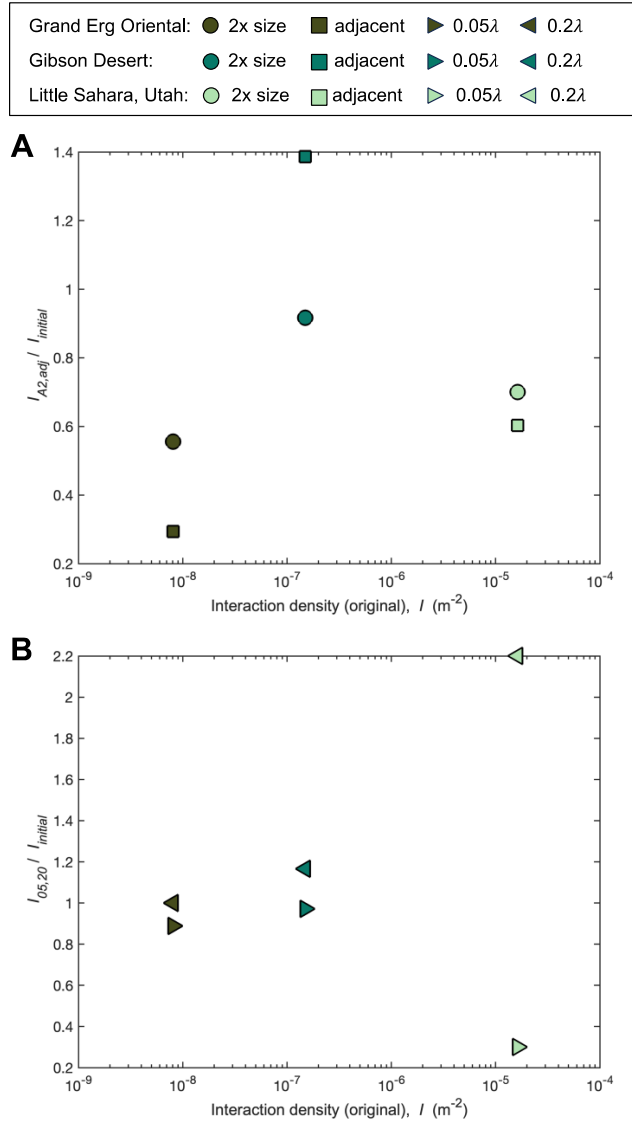 Grand Erg Oriental: 2x size adjacent 0.05λ 0.2λ
Gibson Desert: 2x size adjacent 0.05λ 0.2λ
Little Sahara, Utah: 2x size adjacent 0.05λ 0.2λ
A
1.4
1.2
1
0.8
0.6
0.4
0.2
I_A2,adj / I_initial
10⁻⁹ 10⁻⁸ 10⁻⁷ 10⁻⁶ 10⁻⁵ 10⁻⁴
Interaction density (original), I (m⁻²)
B
2.2
2
1.8
1.6
1.4
1.2
1
0.8
0.6
0.4
0.2
I_05,20 / I_initial
10⁻⁹ 10⁻⁸ 10⁻⁷ 10⁻⁶ 10⁻⁵ 10⁻⁴
Interaction density (original), I (m⁻²)